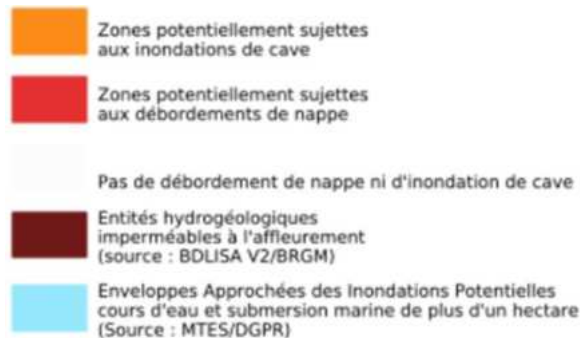 Zones potentiellement sujettes
aux inondations de cave
Zones potentiellement sujettes
aux débordements de nappe
Pas de débordement de nappe ni d'inondation de cave
Entités hydrogéologiques
imperméables à l'affleurement
(source : BDLISA V2/BRGM)
Enveloppes Approchées des Inondations Potentielles
cours d'eau et submersion marine de plus d'un hectare
(Source : MTES/DGPR)